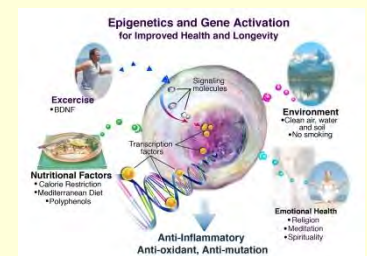 Epigenetics and Gene Activation
for Improved Health and Longevity
Signaling
molecules
Excercise
•BDNF
Environment
•Clean air, water
and soil
•No smoking
Transcription
factors
Nutritional Factors
•Calorie Restriction
•Mediterranean Diet
•Polyphenols
Emotional Health
•Religion
•Meditation
•Spirituality
Anti-Inflammatory
Anti-oxidant, Anti-mutation